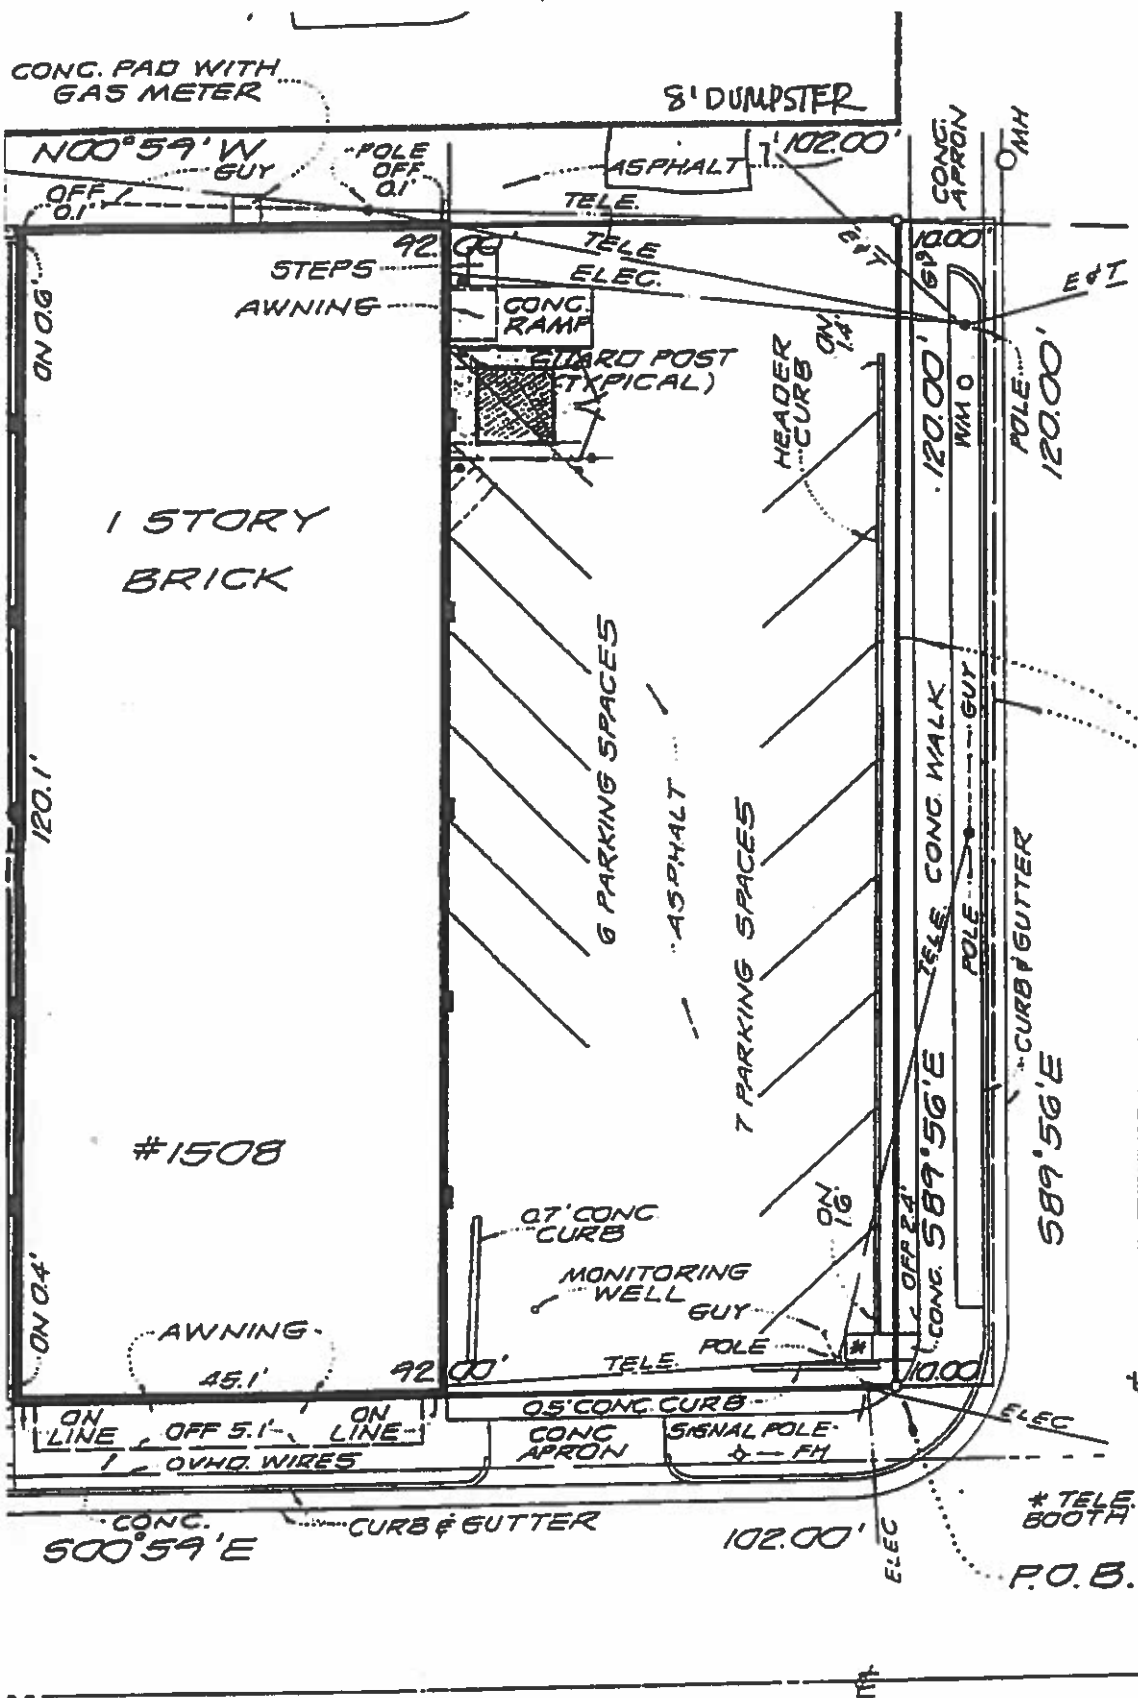 CONC. PAD WITH
GAS METER
8' DUMPSTER
N00°59'W
GUY
OFF
0.1'
POLE
OFF
0.1'
ASPHALT
7'
102.00'
CONC.
APRON
MH
TELE.
TELE
ELEC.
E&T
10.00'
E&T
92.00'
STEPS
AWNING
CONC.
RAMP
GUARD POST
(TYPICAL)
ON 0.6'
HEADER
CURB
ON
1.4'
120.00'
WM
POLE
120.00'
1 STORY
BRICK
120.1'
6 PARKING SPACES
ASPHALT
7 PARKING SPACES
TELE. CONC. WALK
POLE
GUY
CURB & GUTTER
S89°56'E
S89°56'E
#1508
0.7' CONC
CURB
MONITORING
WELL
GUY
POLE
*
ON
1.6'
OFF 2.4'
CONC.
ON 0.4'
AWNING
45.1'
92.00'
TELE.
10.00'
0.5' CONC. CURB
ON
LINE
OFF 5.1'
ON
LINE
OVHD. WIRES
CONC
APRON
SIGNAL POLE
FH
ELEC
CONC.
S00°59'E
CURB & GUTTER
102.00'
ELEC
* TELE.
BOOTH
P.O.B.